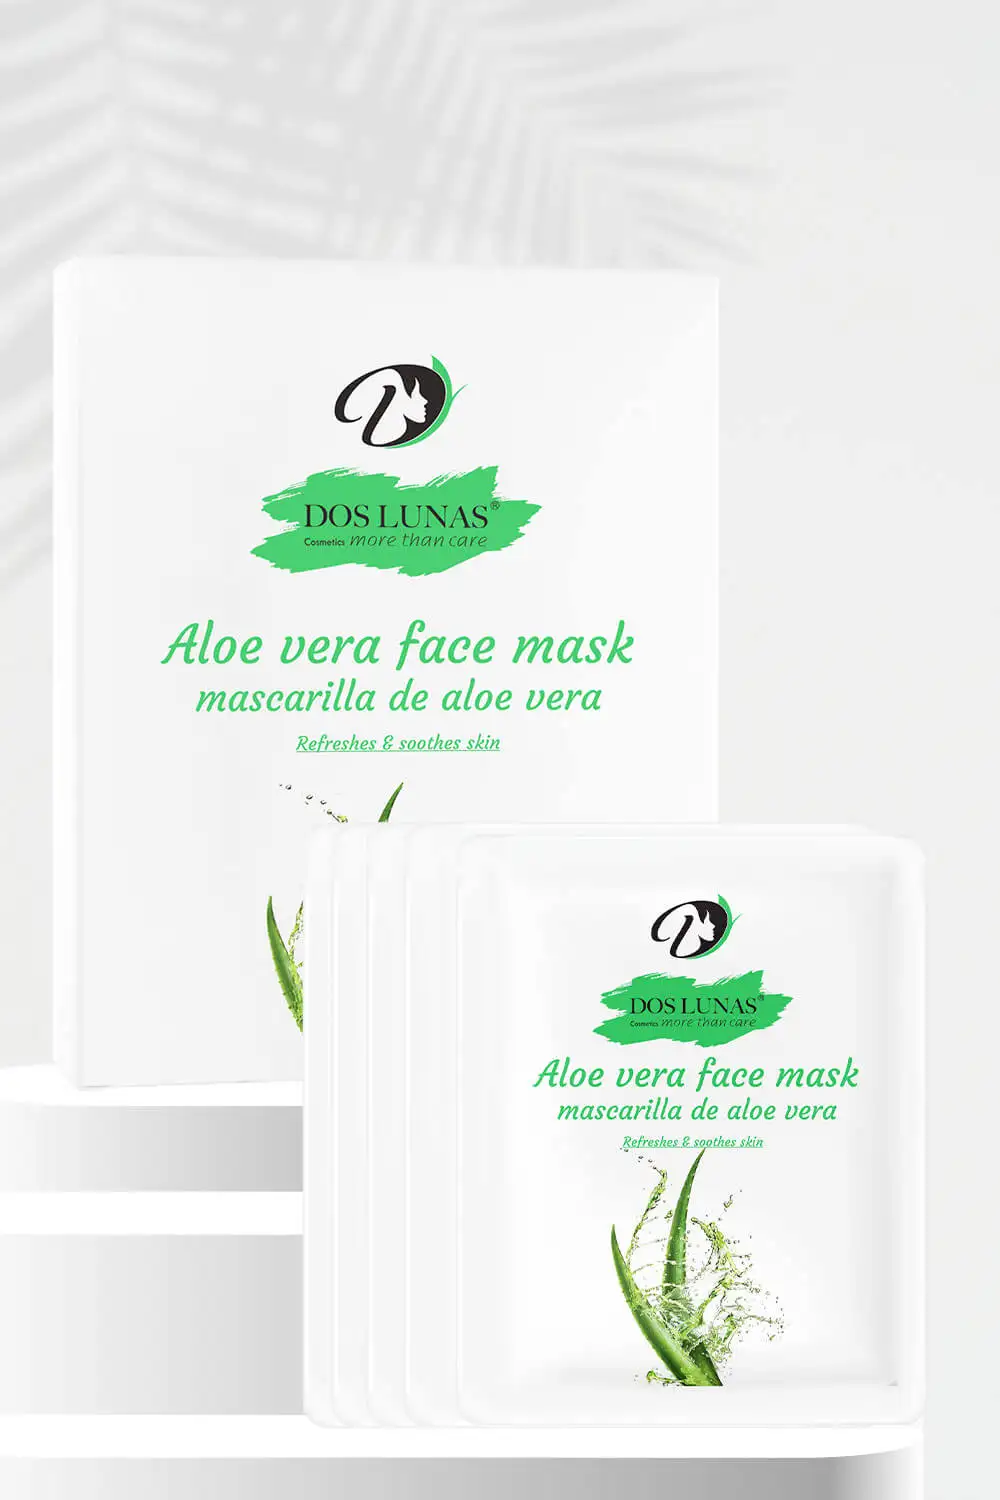 DOS LUNAS®
Cosmetics more than care
Aloe vera face mask
mascarilla de aloe vera
Refreshes & soothes skin
DOS LUNAS®
Cosmetics more than care
Aloe vera face mask
mascarilla de aloe vera
Refreshes & soothes skin